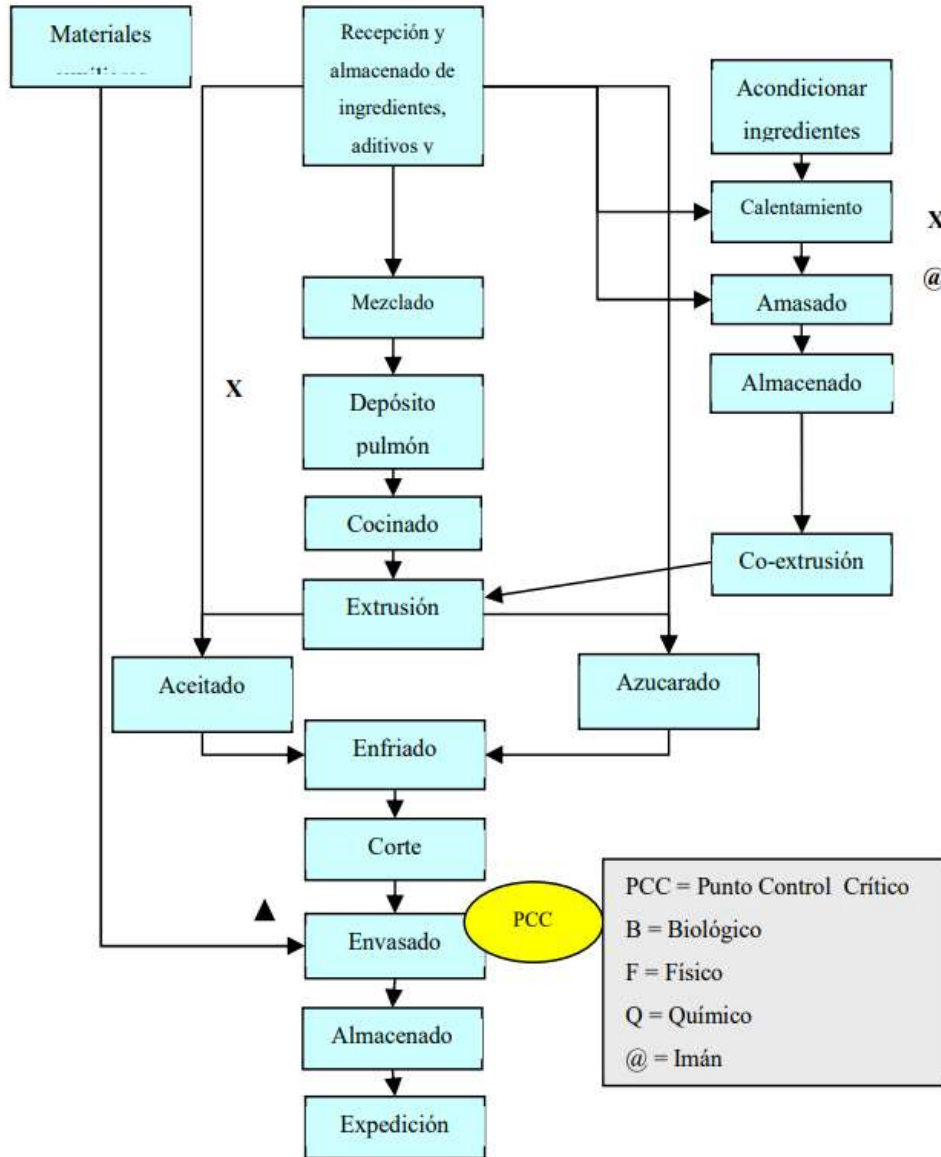 Materiales
Recepción y
almacenado de
ingredientes,
aditivos y
Acondicionar
ingredientes
Calentamiento
X
@
Mezclado
Amasado
X
Depósito
pulmón
Almacenado
Cocinado
Co-extrusión
Extrusión
Aceitado
Azucarado
Enfriado
Corte
▲
Envasado
PCC
PCC = Punto Control Crítico
B = Biológico
F = Físico
Q = Químico
@ = Imán
Almacenado
Expedición